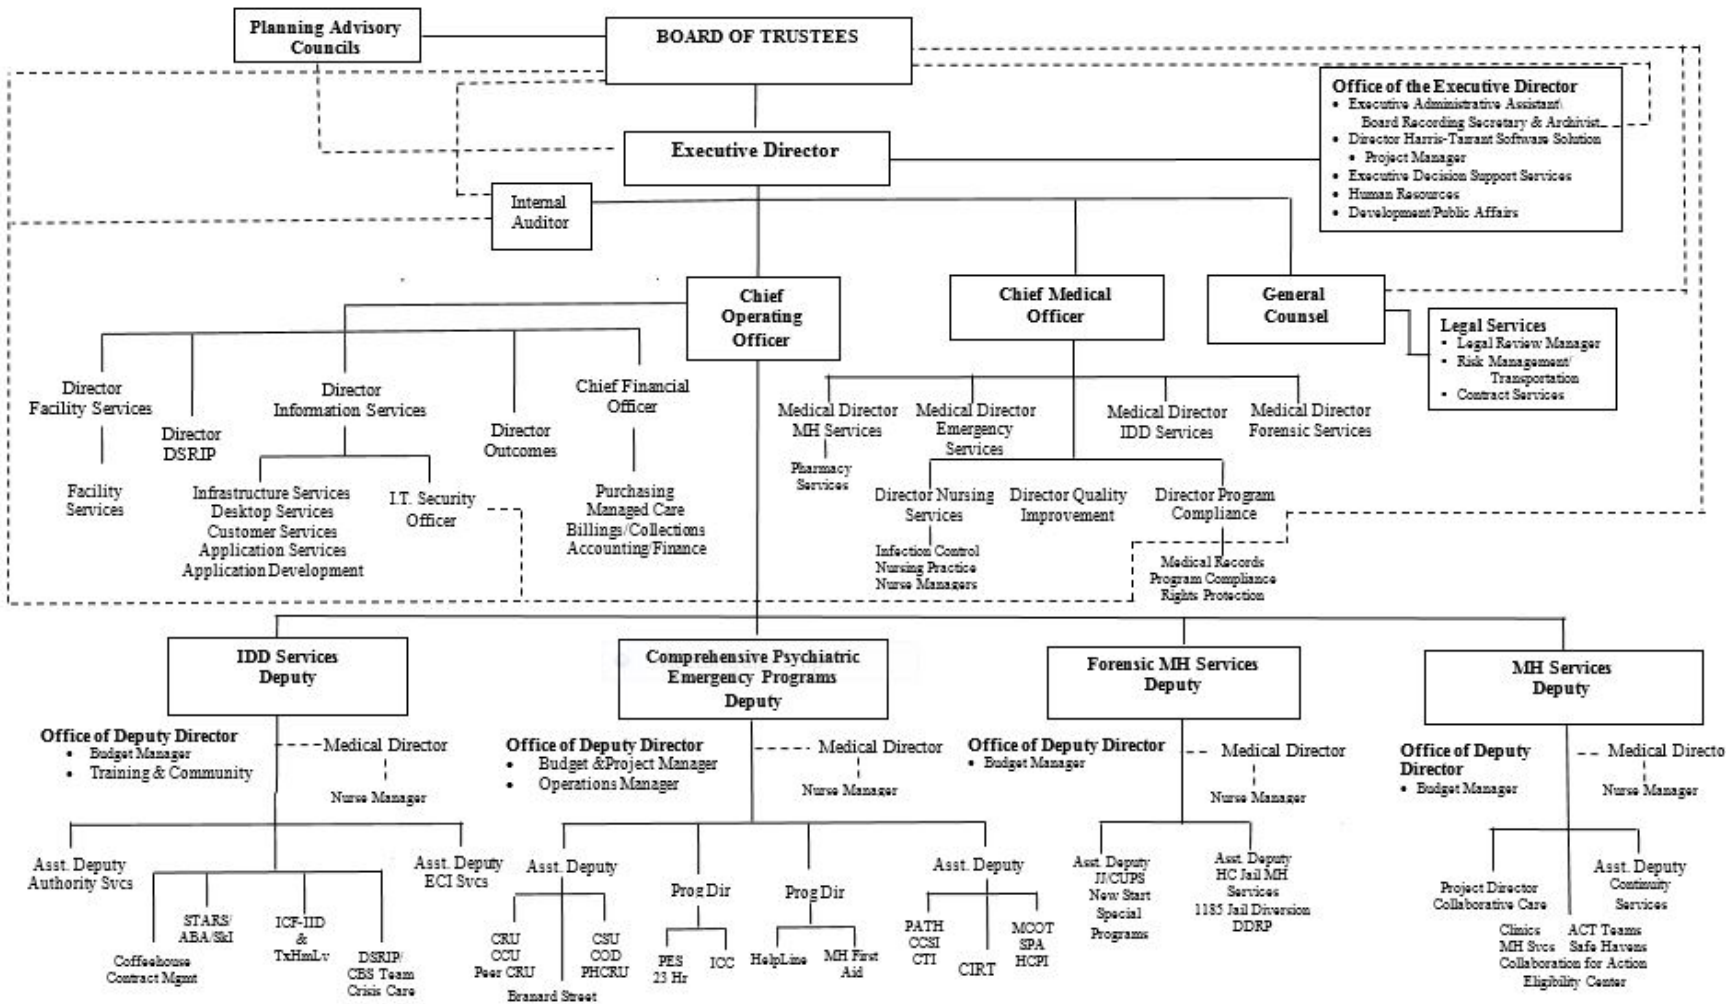 Planning Advisory
Councils
BOARD OF TRUSTEES
Office of the Executive Director
• Executive Administrative Assistant\
Board Recording Secretary & Archivist
• Director Harris-Tarrant Software Solution
• Project Manager
• Executive Decision Support Services
• Human Resources
• Development/Public Affairs
Executive Director
Internal
Auditor
Chief
Operating
Officer
Chief Medical
Officer
General
Counsel
Legal Services
• Legal Review Manager
• Risk Management/
Transportation
• Contract Services
Director
Facility Services
Facility
Services
Director
DSRIP
Director
Information Services
Infrastructure Services
Desktop Services
Customer Services
Application Services
Application Development
I.T. Security
Officer
Director
Outcomes
Chief Financial
Officer
Purchasing
Managed Care
Billings/Collections
Accounting/Finance
Medical Director
MH Services
Pharmacy
Services
Medical Director
Emergency
Services
Medical Director
IDD Services
Medical Director
Forensic Services
Director Nursing
Services
Infection Control
Nursing Practice
Nurse Managers
Director Quality
Improvement
Director Program
Compliance
Medical Records
Program Compliance
Rights Protection
IDD Services
Deputy
Office of Deputy Director
• Budget Manager
• Training & Community
Medical Director
Nurse Manager
Asst. Deputy
Authority Svcs
Coffeehouse
Contract Mgmt
STARS/
ABA/SkI
ICF-IID
&
TxHmLv
DSRIP/
CBS Team
Crisis Care
Asst. Deputy
ECI Svcs
Comprehensive Psychiatric
Emergency Programs
Deputy
Office of Deputy Director
• Budget &Project Manager
• Operations Manager
Medical Director
Nurse Manager
Asst. Deputy
CRU
CCU
Peer CRU
Branard Street
CSU
COD
PHCRU
Prog Dir
PES
23 Hr
ICC
Prog Dir
HelpLine
MH First
Aid
Asst. Deputy
PATH
CCSI
CTI
CIRT
MCOT
SPA
HCPI
Forensic MH Services
Deputy
Office of Deputy Director
• Budget Manager
Medical Director
Nurse Manager
Asst. Deputy
JJ/CUPS
New Start
Special
Programs
Asst. Deputy
HC Jail MH
Services
1185 Jail Diversion
DDRP
MH Services
Deputy
Office of Deputy
Director
• Budget Manager
Medical Directo
Nurse Manager
Project Director
Collaborative Care
Asst. Deputy
Continuity
Services
Clinics
MH Svcs
ACT Teams
Safe Havens
Collaboration for Action
Eligibility Center